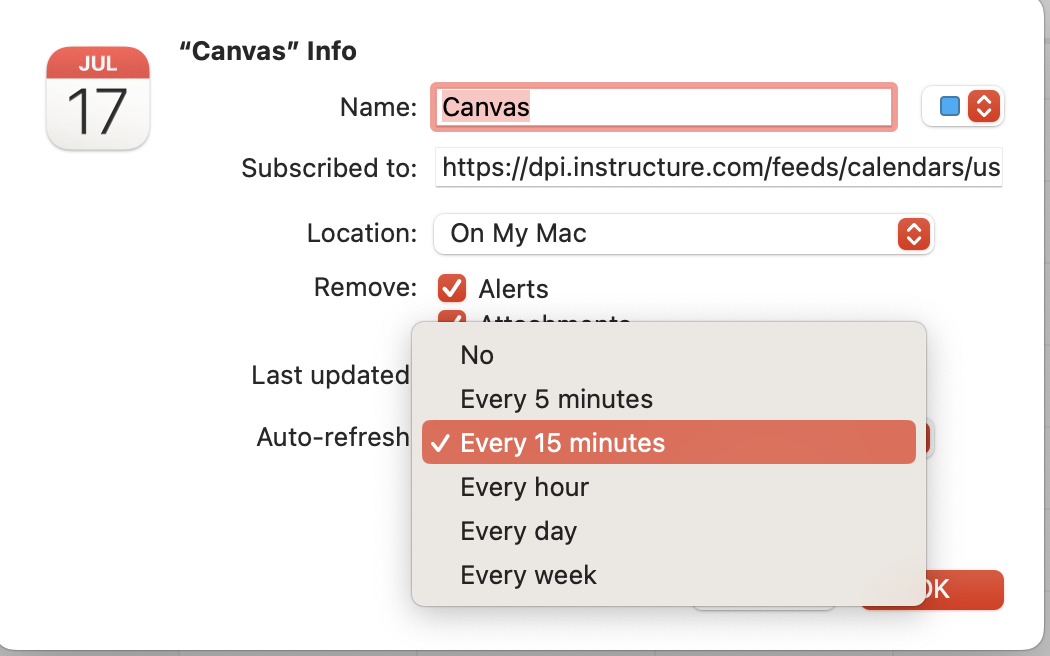 JUL
17
“Canvas” Info
Name: Canvas
Subscribed to: https://dpi.instructure.com/feeds/calendars/us
Location: On My Mac
Remove: Alerts
Attachments
Last updated
No
Every 5 minutes
Auto-refresh
Every 15 minutes
Every hour
Every day
Every week
OK